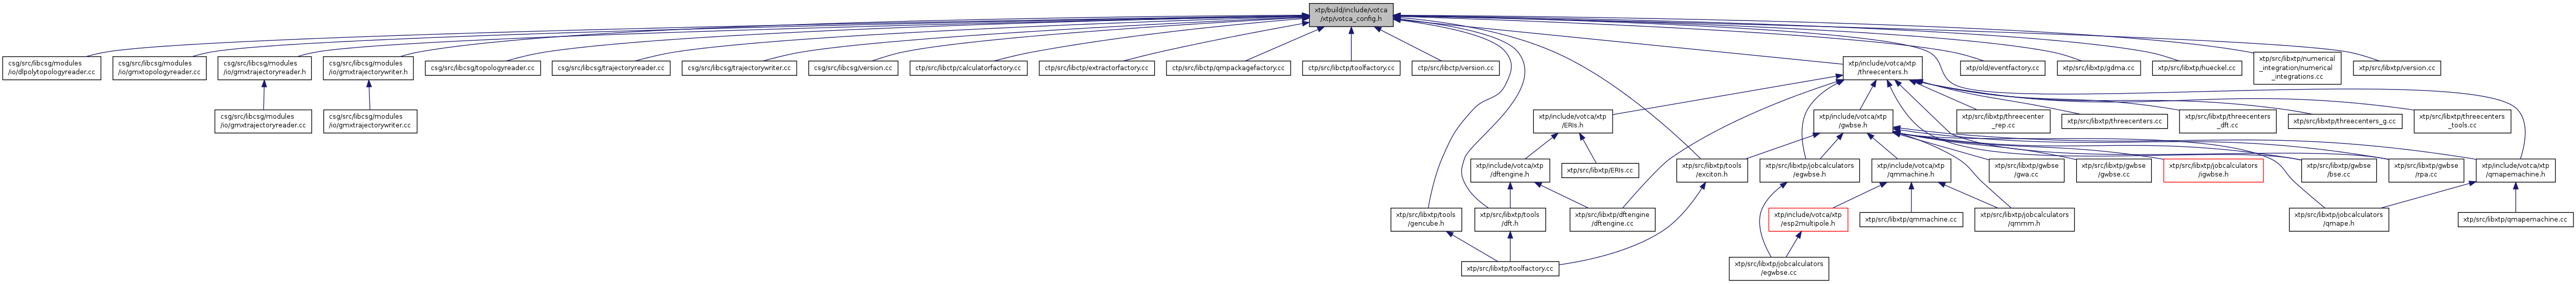 xtp/build/include/votca
/xtp/votca_config.h
csg/src/libcsg/modules
/io/dlpolytopologyreader.cc
csg/src/libcsg/modules
/io/gmxtopologyreader.cc
csg/src/libcsg/modules
/io/gmxtrajectoryreader.h
csg/src/libcsg/modules
/io/gmxtrajectorywriter.h
csg/src/libcsg/topologyreader.cc
csg/src/libcsg/trajectoryreader.cc
csg/src/libcsg/trajectorywriter.cc
csg/src/libcsg/version.cc
ctp/src/libctp/calculatorfactory.cc
ctp/src/libctp/extractorfactory.cc
ctp/src/libctp/qmpackagefactory.cc
ctp/src/libctp/toolfactory.cc
ctp/src/libctp/version.cc
xtp/include/votca/xtp
/threecenters.h
xtp/old/eventfactory.cc
xtp/src/libxtp/gdma.cc
xtp/src/libxtp/hueckel.cc
xtp/src/libxtp/numerical
_integration/numerical
_integrations.cc
xtp/src/libxtp/version.cc
csg/src/libcsg/modules
/io/gmxtrajectoryreader.cc
csg/src/libcsg/modules
/io/gmxtrajectorywriter.cc
xtp/include/votca/xtp
/ERIs.h
xtp/include/votca/xtp
/gwbse.h
xtp/src/libxtp/threecenter
_rep.cc
xtp/src/libxtp/threecenters.cc
xtp/src/libxtp/threecenters
_dft.cc
xtp/src/libxtp/threecenters_g.cc
xtp/src/libxtp/threecenters
_tools.cc
xtp/include/votca/xtp
/dftengine.h
xtp/src/libxtp/ERIs.cc
xtp/src/libxtp/tools
/exciton.h
xtp/src/libxtp/jobcalculators
/egwbse.h
xtp/include/votca/xtp
/qmmachine.h
xtp/src/libxtp/gwbse
/gwa.cc
xtp/src/libxtp/gwbse
/gwbse.cc
xtp/src/libxtp/jobcalculators
/igwbse.h
xtp/src/libxtp/gwbse
/bse.cc
xtp/src/libxtp/gwbse
/rpa.cc
xtp/include/votca/xtp
/qmapemachine.h
xtp/src/libxtp/tools
/gencube.h
xtp/src/libxtp/tools
/dft.h
xtp/src/libxtp/dftengine
/dftengine.cc
xtp/include/votca/xtp
/esp2multipole.h
xtp/src/libxtp/qmmachine.cc
xtp/src/libxtp/jobcalculators
/qmmm.h
xtp/src/libxtp/jobcalculators
/qmape.h
xtp/src/libxtp/qmapemachine.cc
xtp/src/libxtp/toolfactory.cc
xtp/src/libxtp/jobcalculators
/egwbse.cc